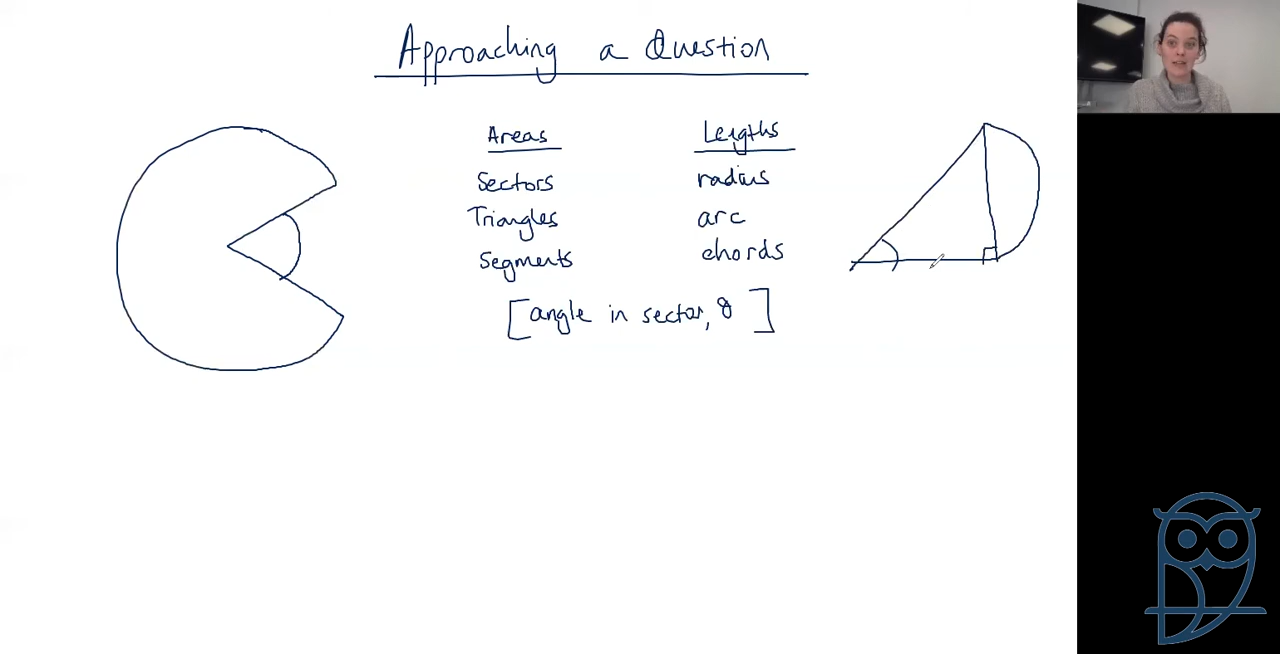 Approaching a Question
Areas
Sectors
Triangles
Segments
Lengths
radius
arc
chords
[angle in sector, θ]